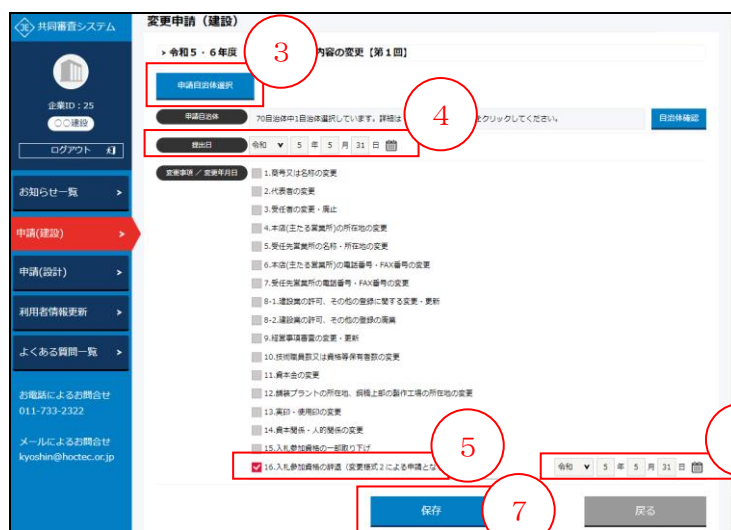 共同審査システム
企業ID:25
〇〇建設
ログアウト
お知らせ一覧 >
申請(建設) >
申請(設計) >
利用者情報更新 >
よくある質問一覧 >
お電話によるお問合せ
011-733-2322
メールによるお問合せ
kyoshin@hoctec.or.jp
変更申請(建設)
> 令和5・6年度 内容の変更【第1回】
3
申請自治体選択
申請自治体 70自治体中1自治体選択しています。詳細は をクリックしてください。 自治体確認
4
提出日 令和 ▼ 5 年 5 月 31 日
変更事項 / 変更年月日
1.商号又は名称の変更
2.代表者の変更
3.受任者の変更・廃止
4.本店(主たる営業所)の所在地の変更
5.受任先営業所の名称・所在地の変更
6.本店(主たる営業所)の電話番号・FAX番号の変更
7.受任先営業所の電話番号・FAX番号の変更
8-1.建設業の許可、その他の登録に関する変更・更新
8-2.建設業の許可、その他の登録の廃業
9.経営事項審査の変更・更新
10.技術職員数又は資格等保有者数の変更
11.資本金の変更
12.舗装プラントの所在地、鋼橋上部の製作工場の所在地の変更
13.実印・使用印の変更
14.資本関係・人的関係の変更
15.入札参加資格の一部取り下げ
16.入札参加資格の辞退(変更様式2による申請とな 令和 ▼ 5 年 5 月 31 日
5
保存
7
戻る